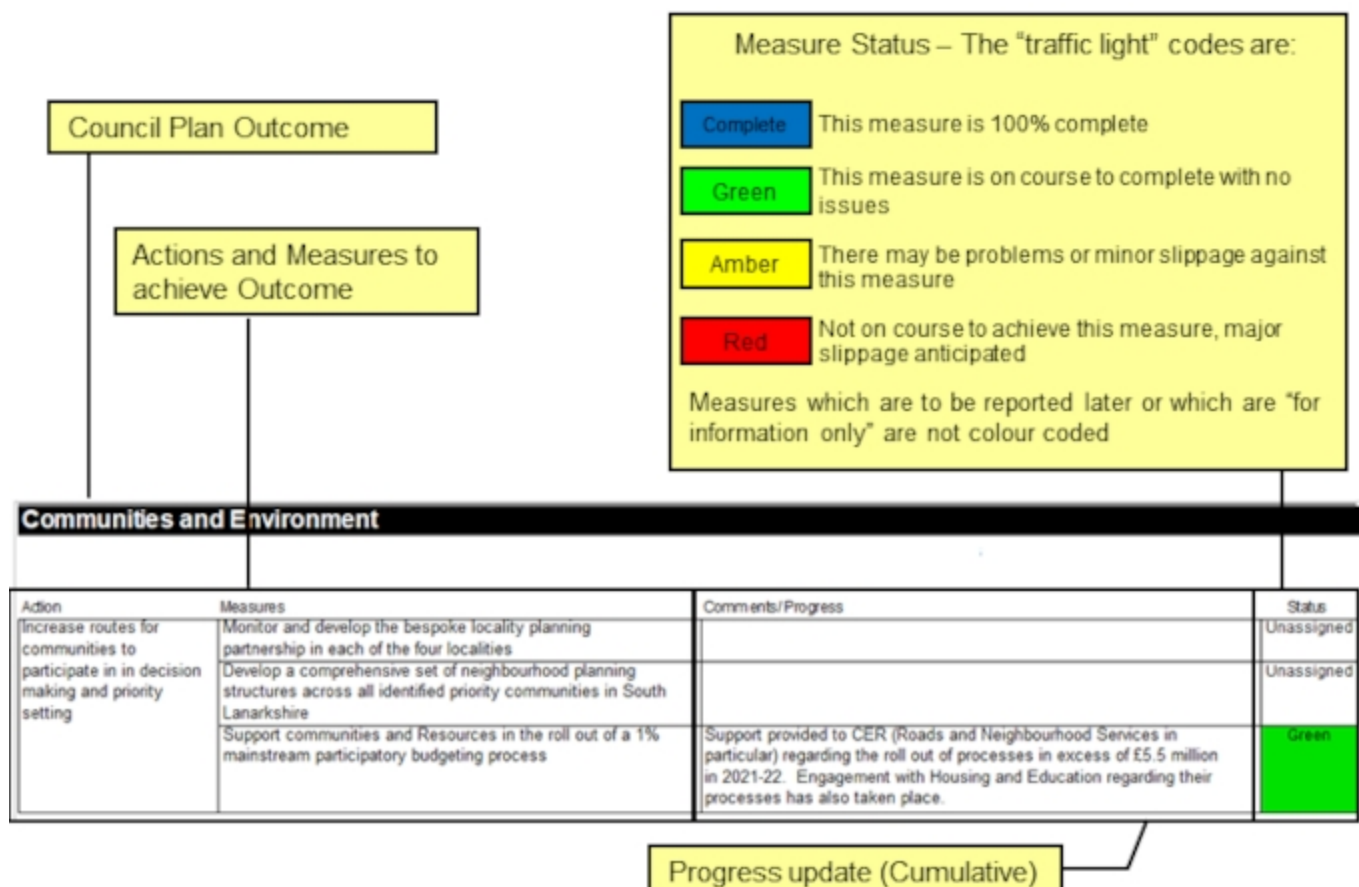 Measure Status – The “traffic light” codes are:
Complete
This measure is 100% complete
Green
This measure is on course to complete with no
issues
Amber
There may be problems or minor slippage against
this measure
Red
Not on course to achieve this measure, major
slippage anticipated
Measures which are to be reported later or which are “for
information only” are not colour coded
Council Plan Outcome
Actions and Measures to
achieve Outcome
Communities and Environment
Action
Measures
Comments/Progress
Status
Increase routes for
communities to
participate in in decision
making and priority
setting
Monitor and develop the bespoke locality planning
partnership in each of the four localities
Unassigned
Develop a comprehensive set of neighbourhood planning
structures across all identified priority communities in South
Lanarkshire
Unassigned
Support communities and Resources in the roll out of a 1%
mainstream participatory budgeting process
Support provided to CER (Roads and Neighbourhood Services in
particular) regarding the roll out of processes in excess of £5.5 million
in 2021-22. Engagement with Housing and Education regarding their
processes has also taken place.
Green
Progress update (Cumulative)